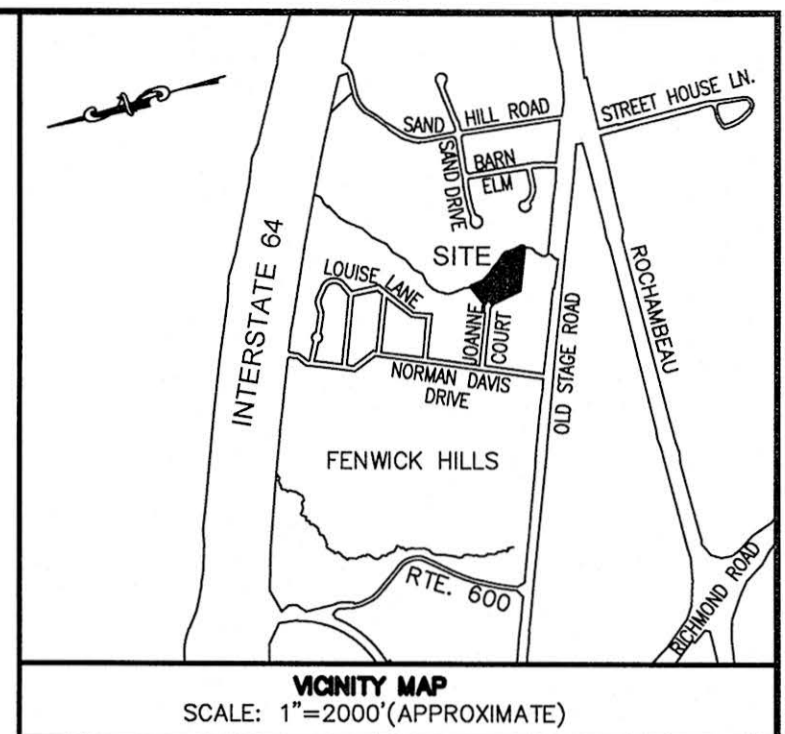 STREET HOUSE LN.
SAND HILL ROAD
SAND DRIVE
BARN
ELM
SITE
INTERSTATE 64
LOUISE LANE
JOANNE
COURT
ROCHAMBEAU
OLD STAGE ROAD
NORMAN DAVIS
DRIVE
FENWICK HILLS
RTE. 600
RICHMOND ROAD
VICINITY MAP
SCALE: 1"=2000'(APPROXIMATE)